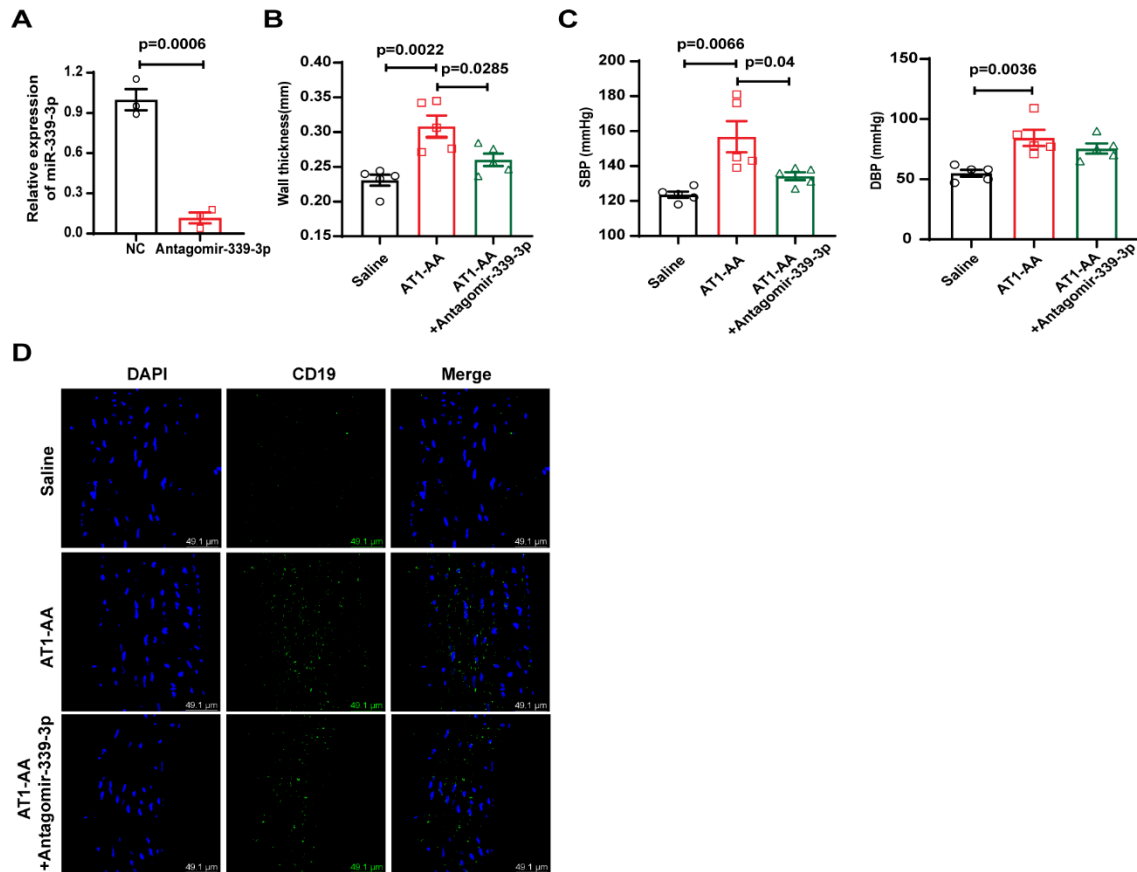 A
p=0.0006
Relative expression
of miR-339-3p
1.2
0.9
0.6
0.3
0.0
NC
Antagomir-339-3p
B
p=0.0022
p=0.0285
Wall thickness(mm)
0.40
0.35
0.30
0.25
0.20
0.15
Saline
AT1-AA
AT1-AA
+Antagomir-339-3p
C
p=0.0066
p=0.04
SBP (mmHg)
200
180
160
140
120
100
Saline
AT1-AA
AT1-AA
+Antagomir-339-3p
p=0.0036
DBP (mmHg)
150
100
50
0
Saline
AT1-AA
AT1-AA
+Antagomir-339-3p
D
DAPI
CD19
Merge
Saline
49.1 µm
49.1 µm
49.1 µm
AT1-AA
49.1 µm
49.1 µm
49.1 µm
AT1-AA
+Antagomir-339-3p
49.1 µm
49.1 µm
49.1 µm